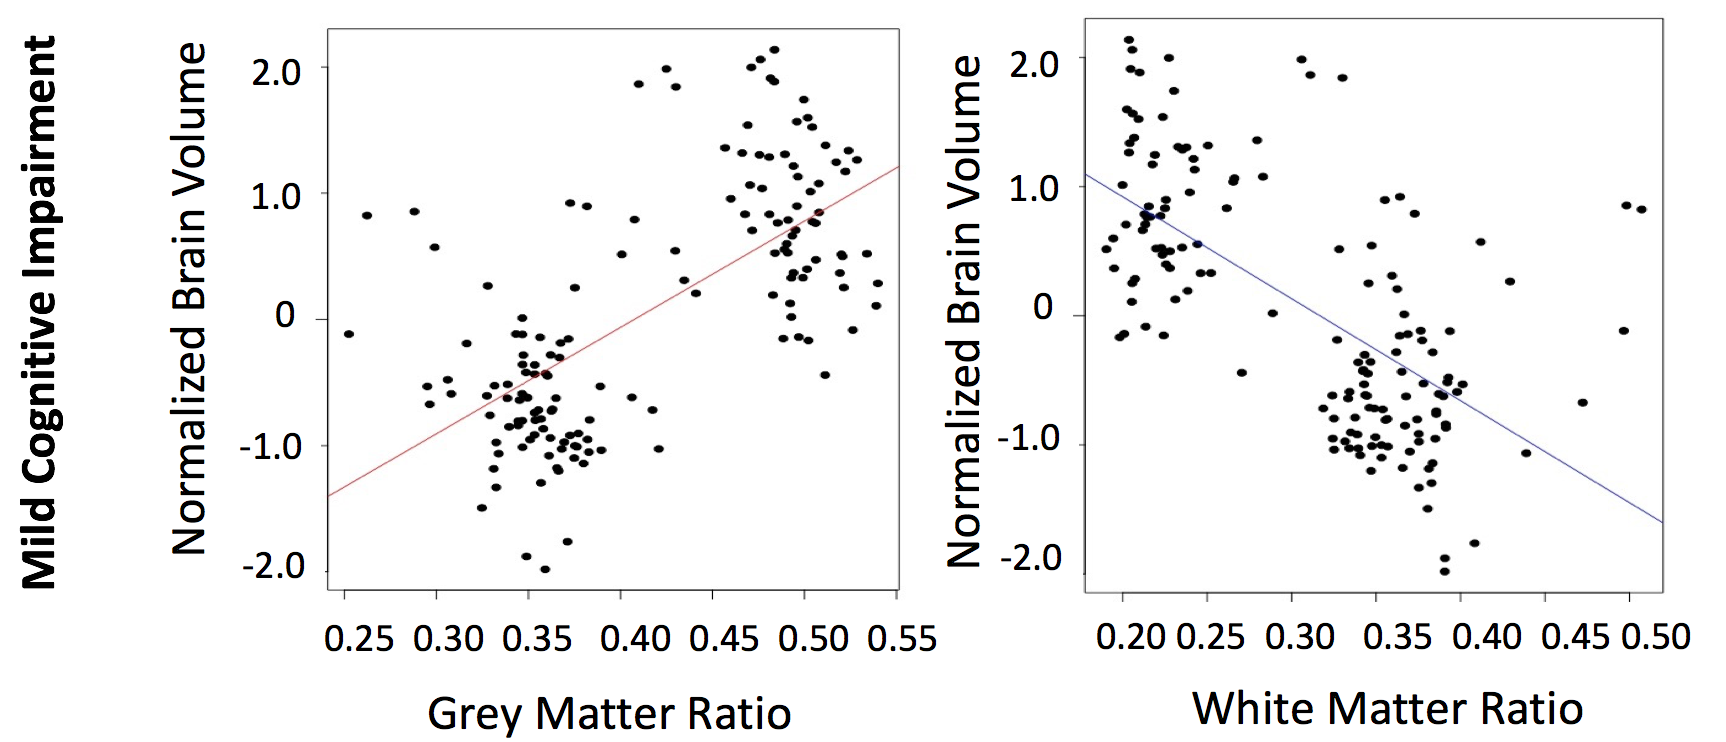 Mild Cognitive Impairment
Normalized Brain Volume
2.0
1.0
0
-1.0
-2.0
0.25 0.30 0.35 0.40 0.45 0.50 0.55
Grey Matter Ratio
Normalized Brain Volume
2.0
1.0
0
-1.0
-2.0
0.20 0.25 0.30 0.35 0.40 0.45 0.50
White Matter Ratio